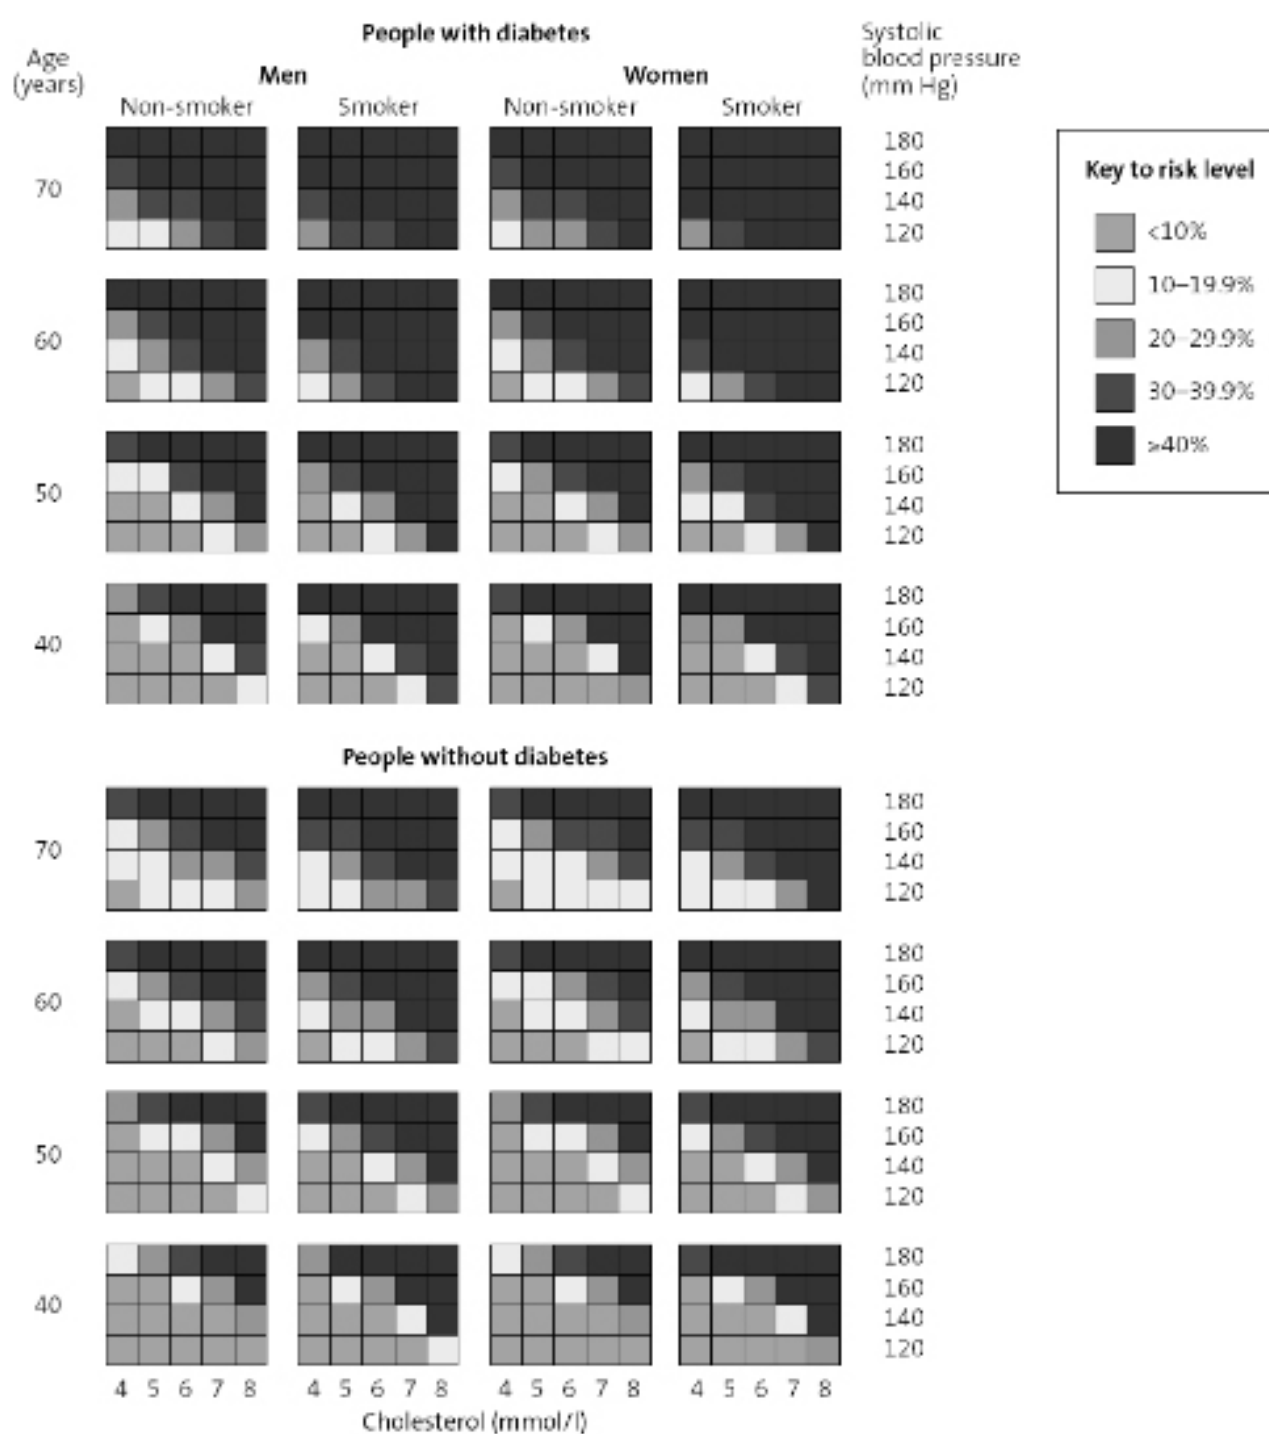 People with diabetes
Age
(years)
Systolic
blood pressure
(mm Hg)
Men
Women
Non-smoker
Smoker
Non-smoker
Smoker
70
180
160
140
120
60
180
160
140
120
50
180
160
140
120
40
180
160
140
120
Key to risk level
<10%
10–19.9%
20–29.9%
30–39.9%
≥40%
People without diabetes
70
180
160
140
120
60
180
160
140
120
50
180
160
140
120
40
180
160
140
120
4 5 6 7 8
4 5 6 7 8
4 5 6 7 8
4 5 6 7 8
Cholesterol (mmol/l)